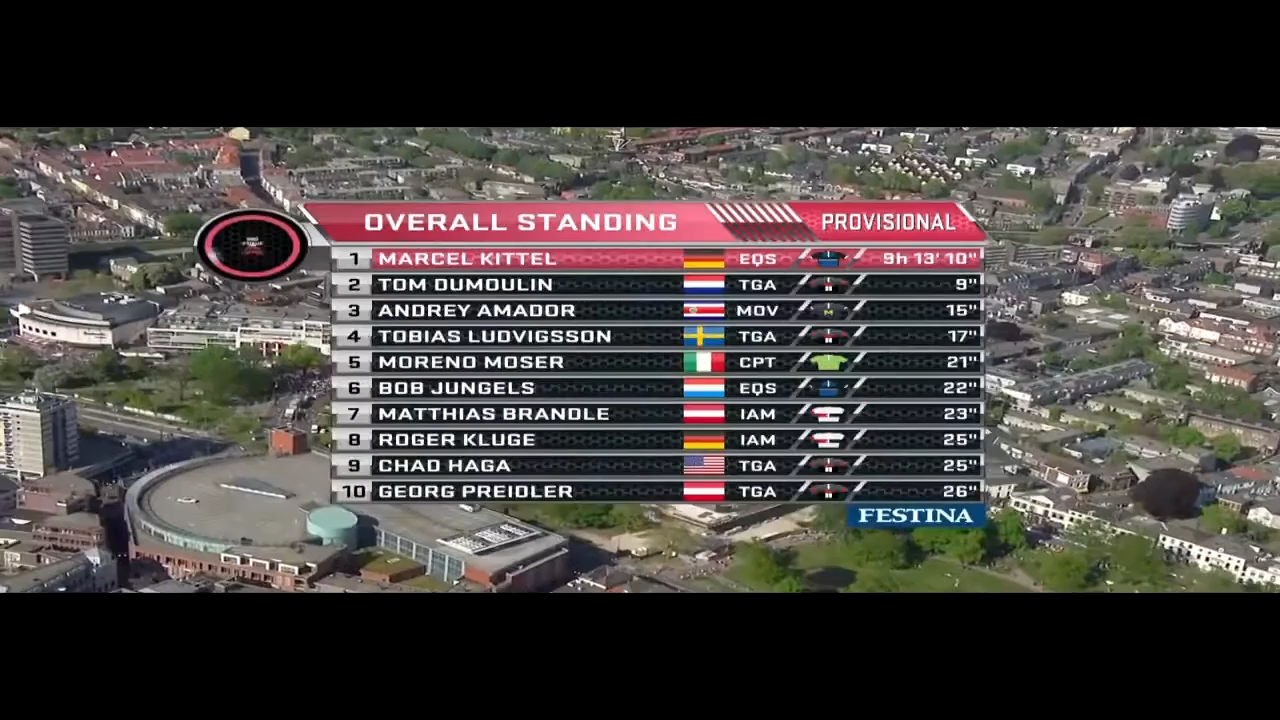 OVERALL STANDING PROVISIONAL
1 MARCEL KITTEL EQS 9h 13' 10"
2 TOM DUMOULIN TGA 9"
3 ANDREY AMADOR MOV 15"
4 TOBIAS LUDVIGSSON TGA 17"
5 MORENO MOSER CPT 21"
6 BOB JUNGELS EQS 22"
7 MATTHIAS BRANDLE IAM 23"
8 ROGER KLUGE IAM 25"
9 CHAD HAGA TGA 25"
10 GEORG PREIDLER TGA 26"
FESTINA